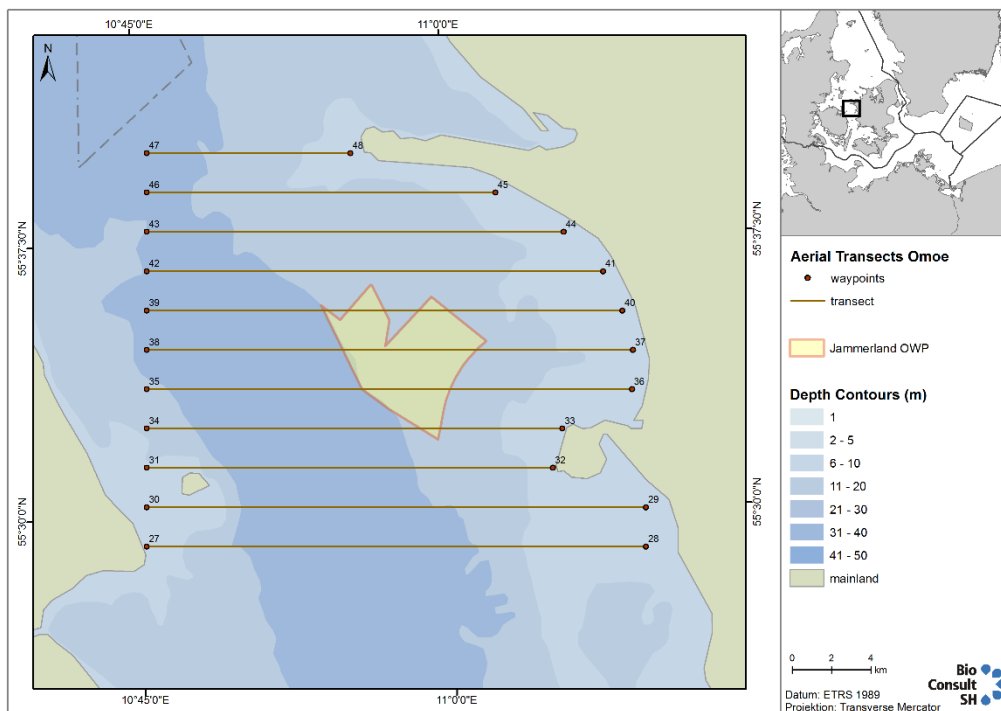 10°45'0"E 11°0'0"E
N
47 48
46 45
43 44
55°37'30"N 55°37'30"N
42 41
39 40
38 37
35 36
34 33
31 32
30 29
55°30'0"N 55°30'0"N
27 28
10°45'0"E 11°0'0"E
Aerial Transects Omoe
waypoints
transect
Jammerland OWP
Depth Contours (m)
1
2 - 5
6 - 10
11 - 20
21 - 30
31 - 40
41 - 50
mainland
0 2 4
km
Datum: ETRS 1989
Projektion: Transverse Mercator
Bio
Consult
SH